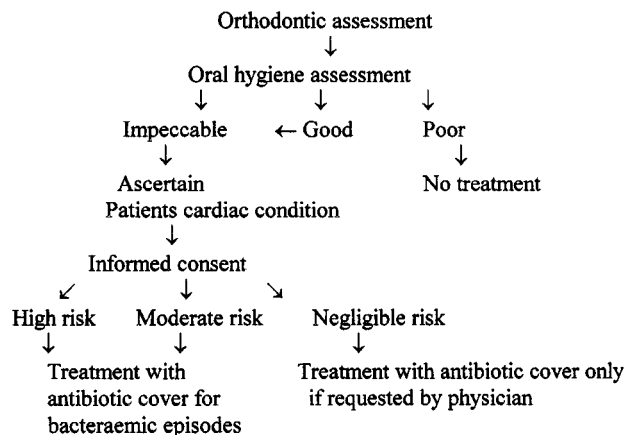 Orthodontic assessment
↓
Oral hygiene assessment
↓ ↓ ↓
Impeccable ← Good Poor
↓ ↓
Ascertain No treatment
Patients cardiac condition
↓
Informed consent
↙ ↓ ↘
High risk Moderate risk Negligible risk
↓ ↓ ↓
Treatment with Treatment with antibiotic cover only
antibiotic cover for if requested by physician
bacteraemic episodes